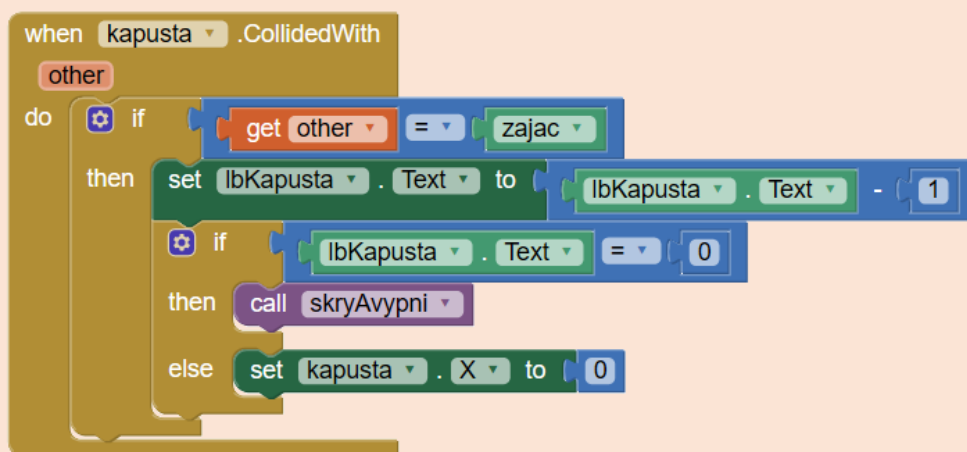 when kapusta .CollidedWith
other
do if get other = zajac
then set lbKapusta . Text to lbKapusta . Text - 1
if lbKapusta . Text = 0
then call skryAvypni
else set kapusta . X to 0